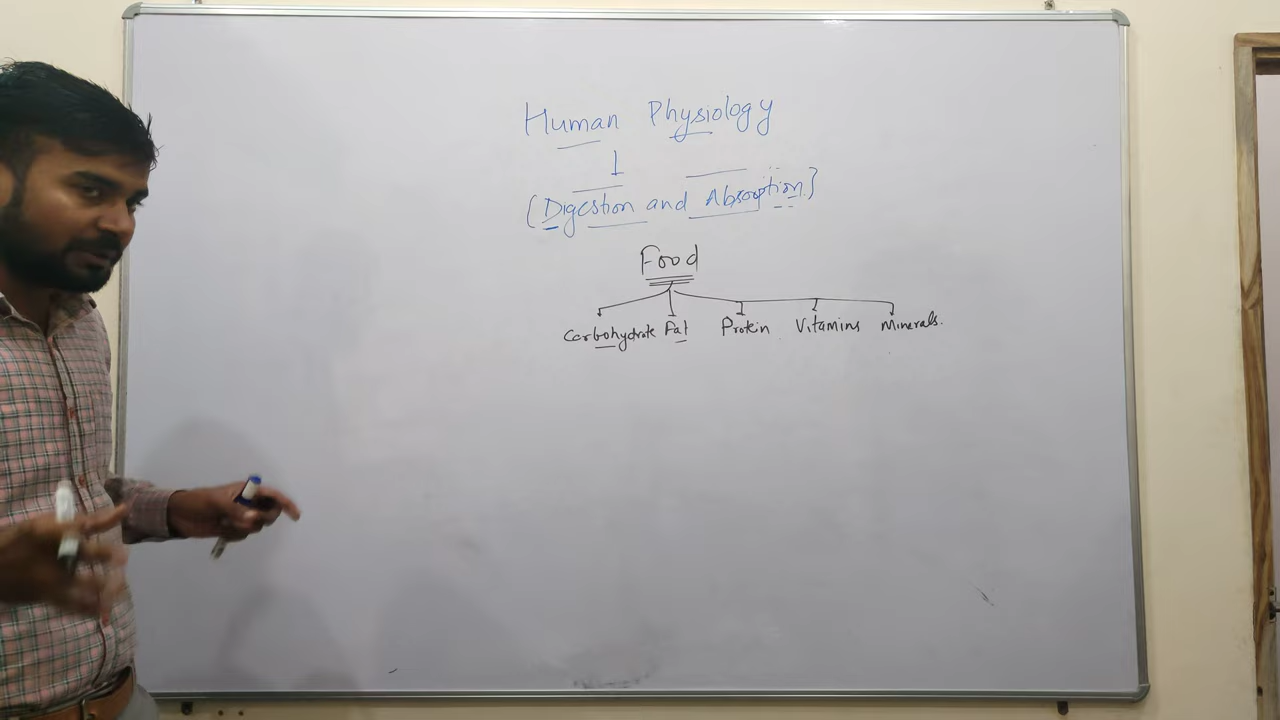 Human Physiology
(Digestion and Absorption)
Food
Carbohydrate Fat Protein Vitamins Minerals.